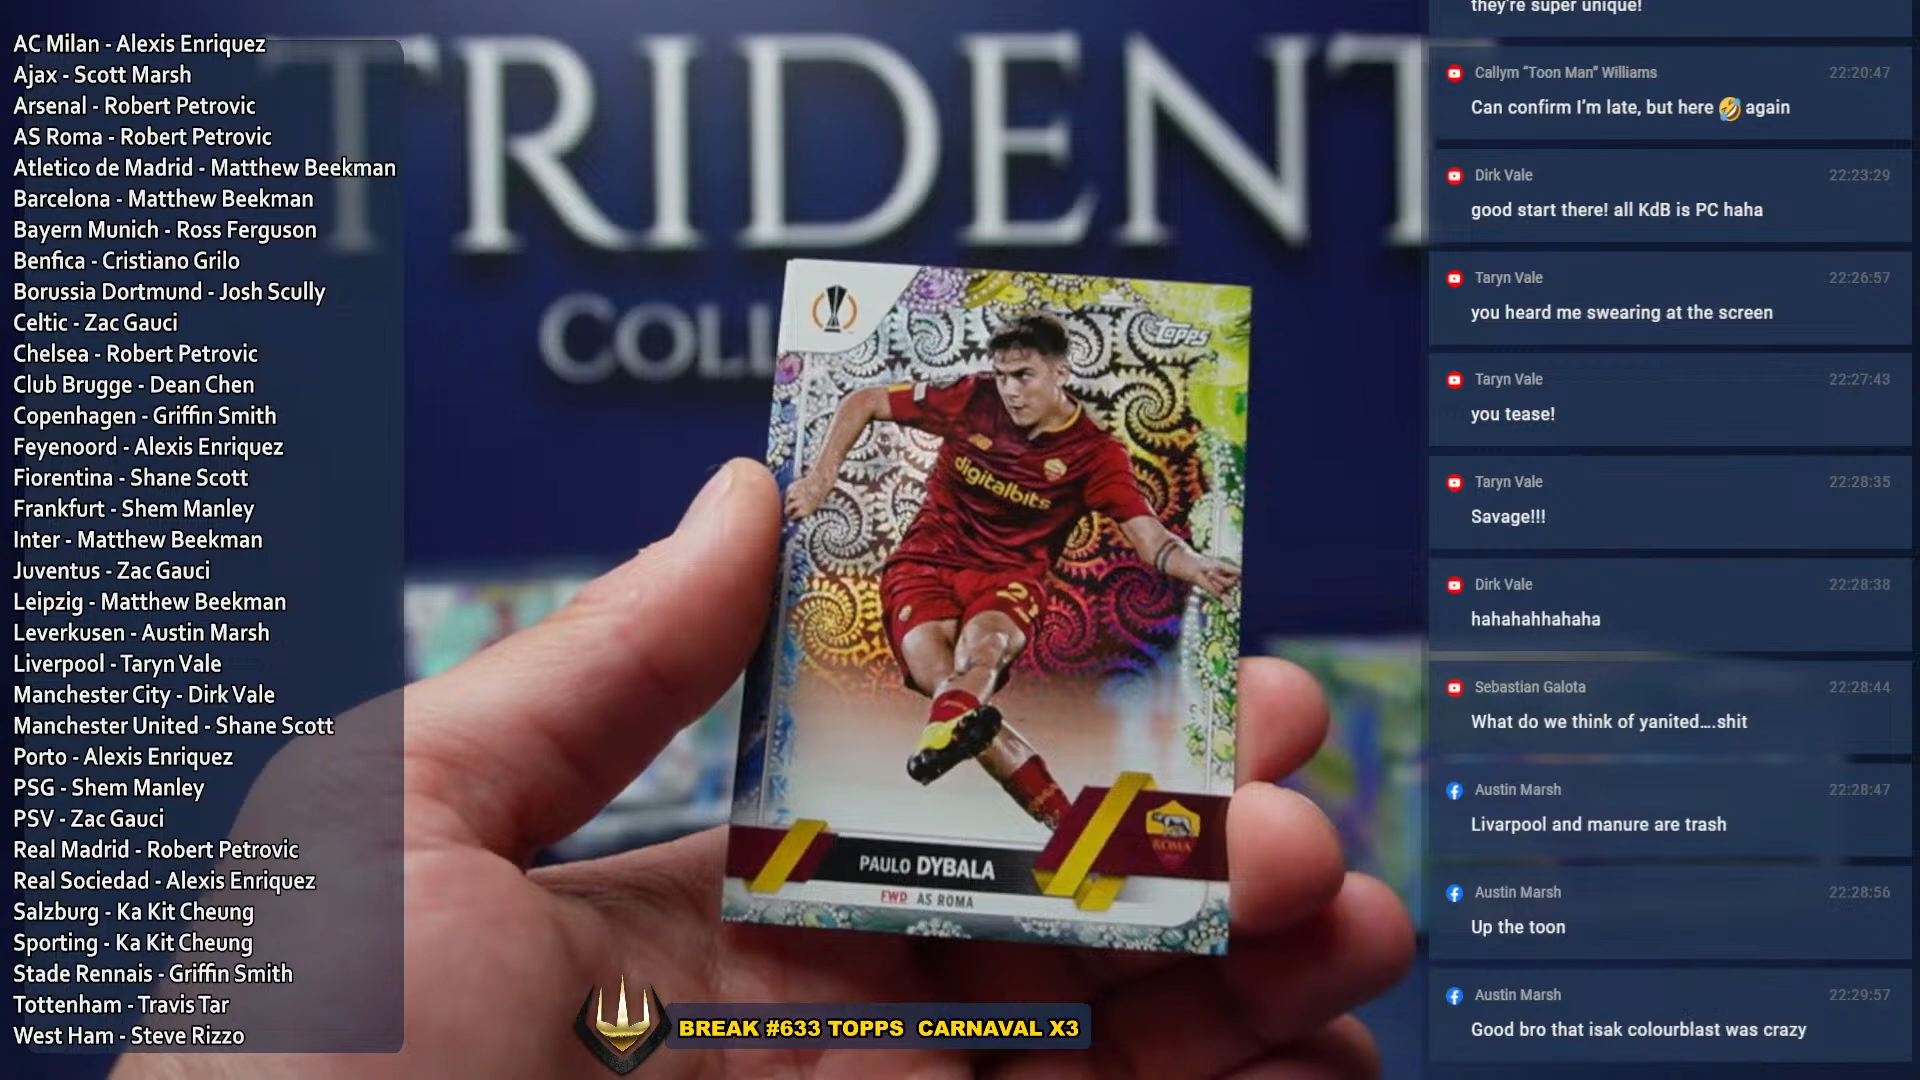 AC Milan - Alexis Enriquez
Ajax - Scott Marsh
Arsenal - Robert Petrovic
AS Roma - Robert Petrovic
Atletico de Madrid - Matthew Beekman
Barcelona - Matthew Beekman
Bayern Munich - Ross Ferguson
Benfica - Cristiano Grilo
Borussia Dortmund - Josh Scully
Celtic - Zac Gauci
Chelsea - Robert Petrovic
Club Brugge - Dean Chen
Copenhagen - Griffin Smith
Feyenoord - Alexis Enriquez
Fiorentina - Shane Scott
Frankfurt - Shem Manley
Inter - Matthew Beekman
Juventus - Zac Gauci
Leipzig - Matthew Beekman
Leverkusen - Austin Marsh
Liverpool - Taryn Vale
Manchester City - Dirk Vale
Manchester United - Shane Scott
Porto - Alexis Enriquez
PSG - Shem Manley
PSV - Zac Gauci
Real Madrid - Robert Petrovic
Real Sociedad - Alexis Enriquez
Salzburg - Ka Kit Cheung
Sporting - Ka Kit Cheung
Stade Rennais - Griffin Smith
Tottenham - Travis Tar
West Ham - Steve Rizzo
TRIDENT
COLL
topps
digitalbits
21
ROMA
PAULO DYBALA
FWD AS ROMA
BREAK #633 TOPPS CARNAVAL X3
they're super unique!
Callym “Toon Man” Williams 22:20:47
Can confirm I’m late, but here 🤣 again
Dirk Vale 22:23:29
good start there! all KdB is PC haha
Taryn Vale 22:26:57
you heard me swearing at the screen
Taryn Vale 22:27:43
you tease!
Taryn Vale 22:28:35
Savage!!!
Dirk Vale 22:28:38
hahahahhahaha
Sebastian Galota 22:28:44
What do we think of yanited....shit
Austin Marsh 22:28:47
Livarpool and manure are trash
Austin Marsh 22:28:56
Up the toon
Austin Marsh 22:29:57
Good bro that isak colourblast was crazy